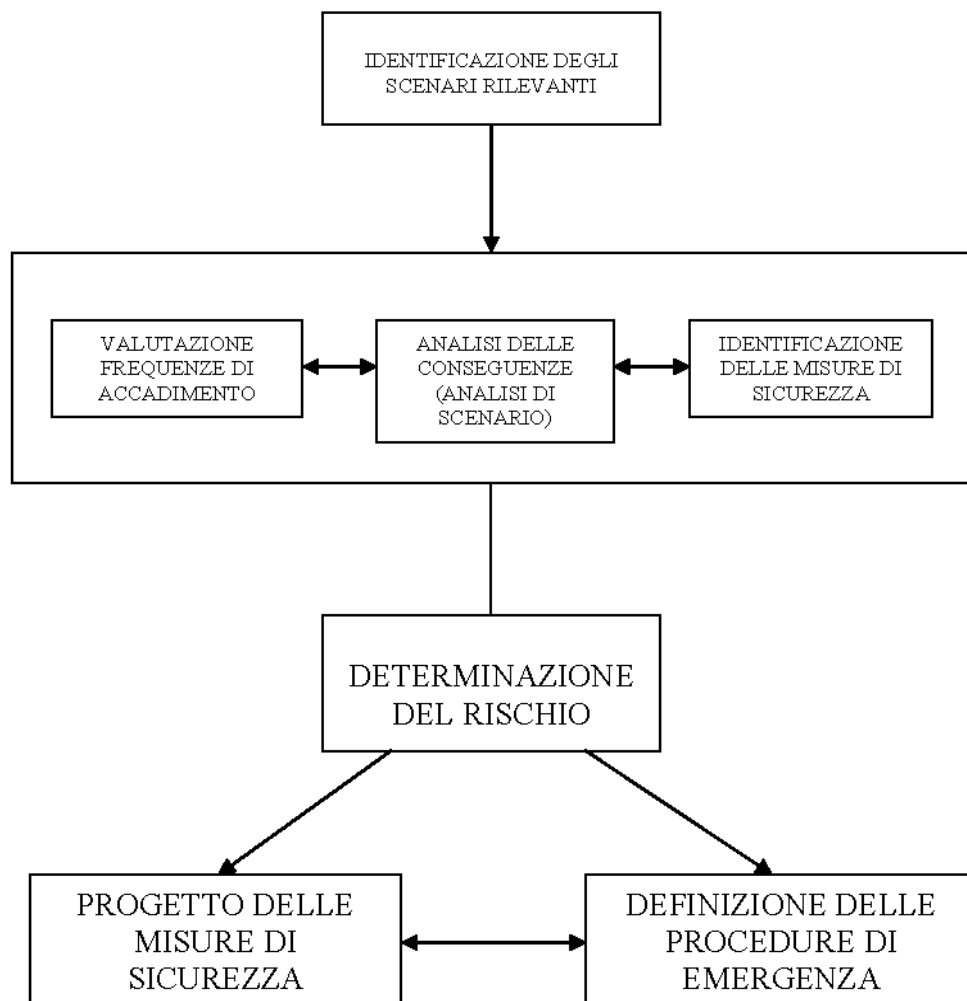 IDENTIFICAZIONE DEGLI
SCENARI RILEVANTI
VALUTAZIONE
FREQUENZE DI
ACCADIMENTO
ANALISI DELLE
CONSEGUENZE
(ANALISI DI
SCENARIO)
IDENTIFICAZIONE
DELLE MISURE DI
SICUREZZA
DETERMINAZIONE
DEL RISCHIO
PROGETTO DELLE
MISURE DI
SICUREZZA
DEFINIZIONE DELLE
PROCEDURE DI
EMERGENZA